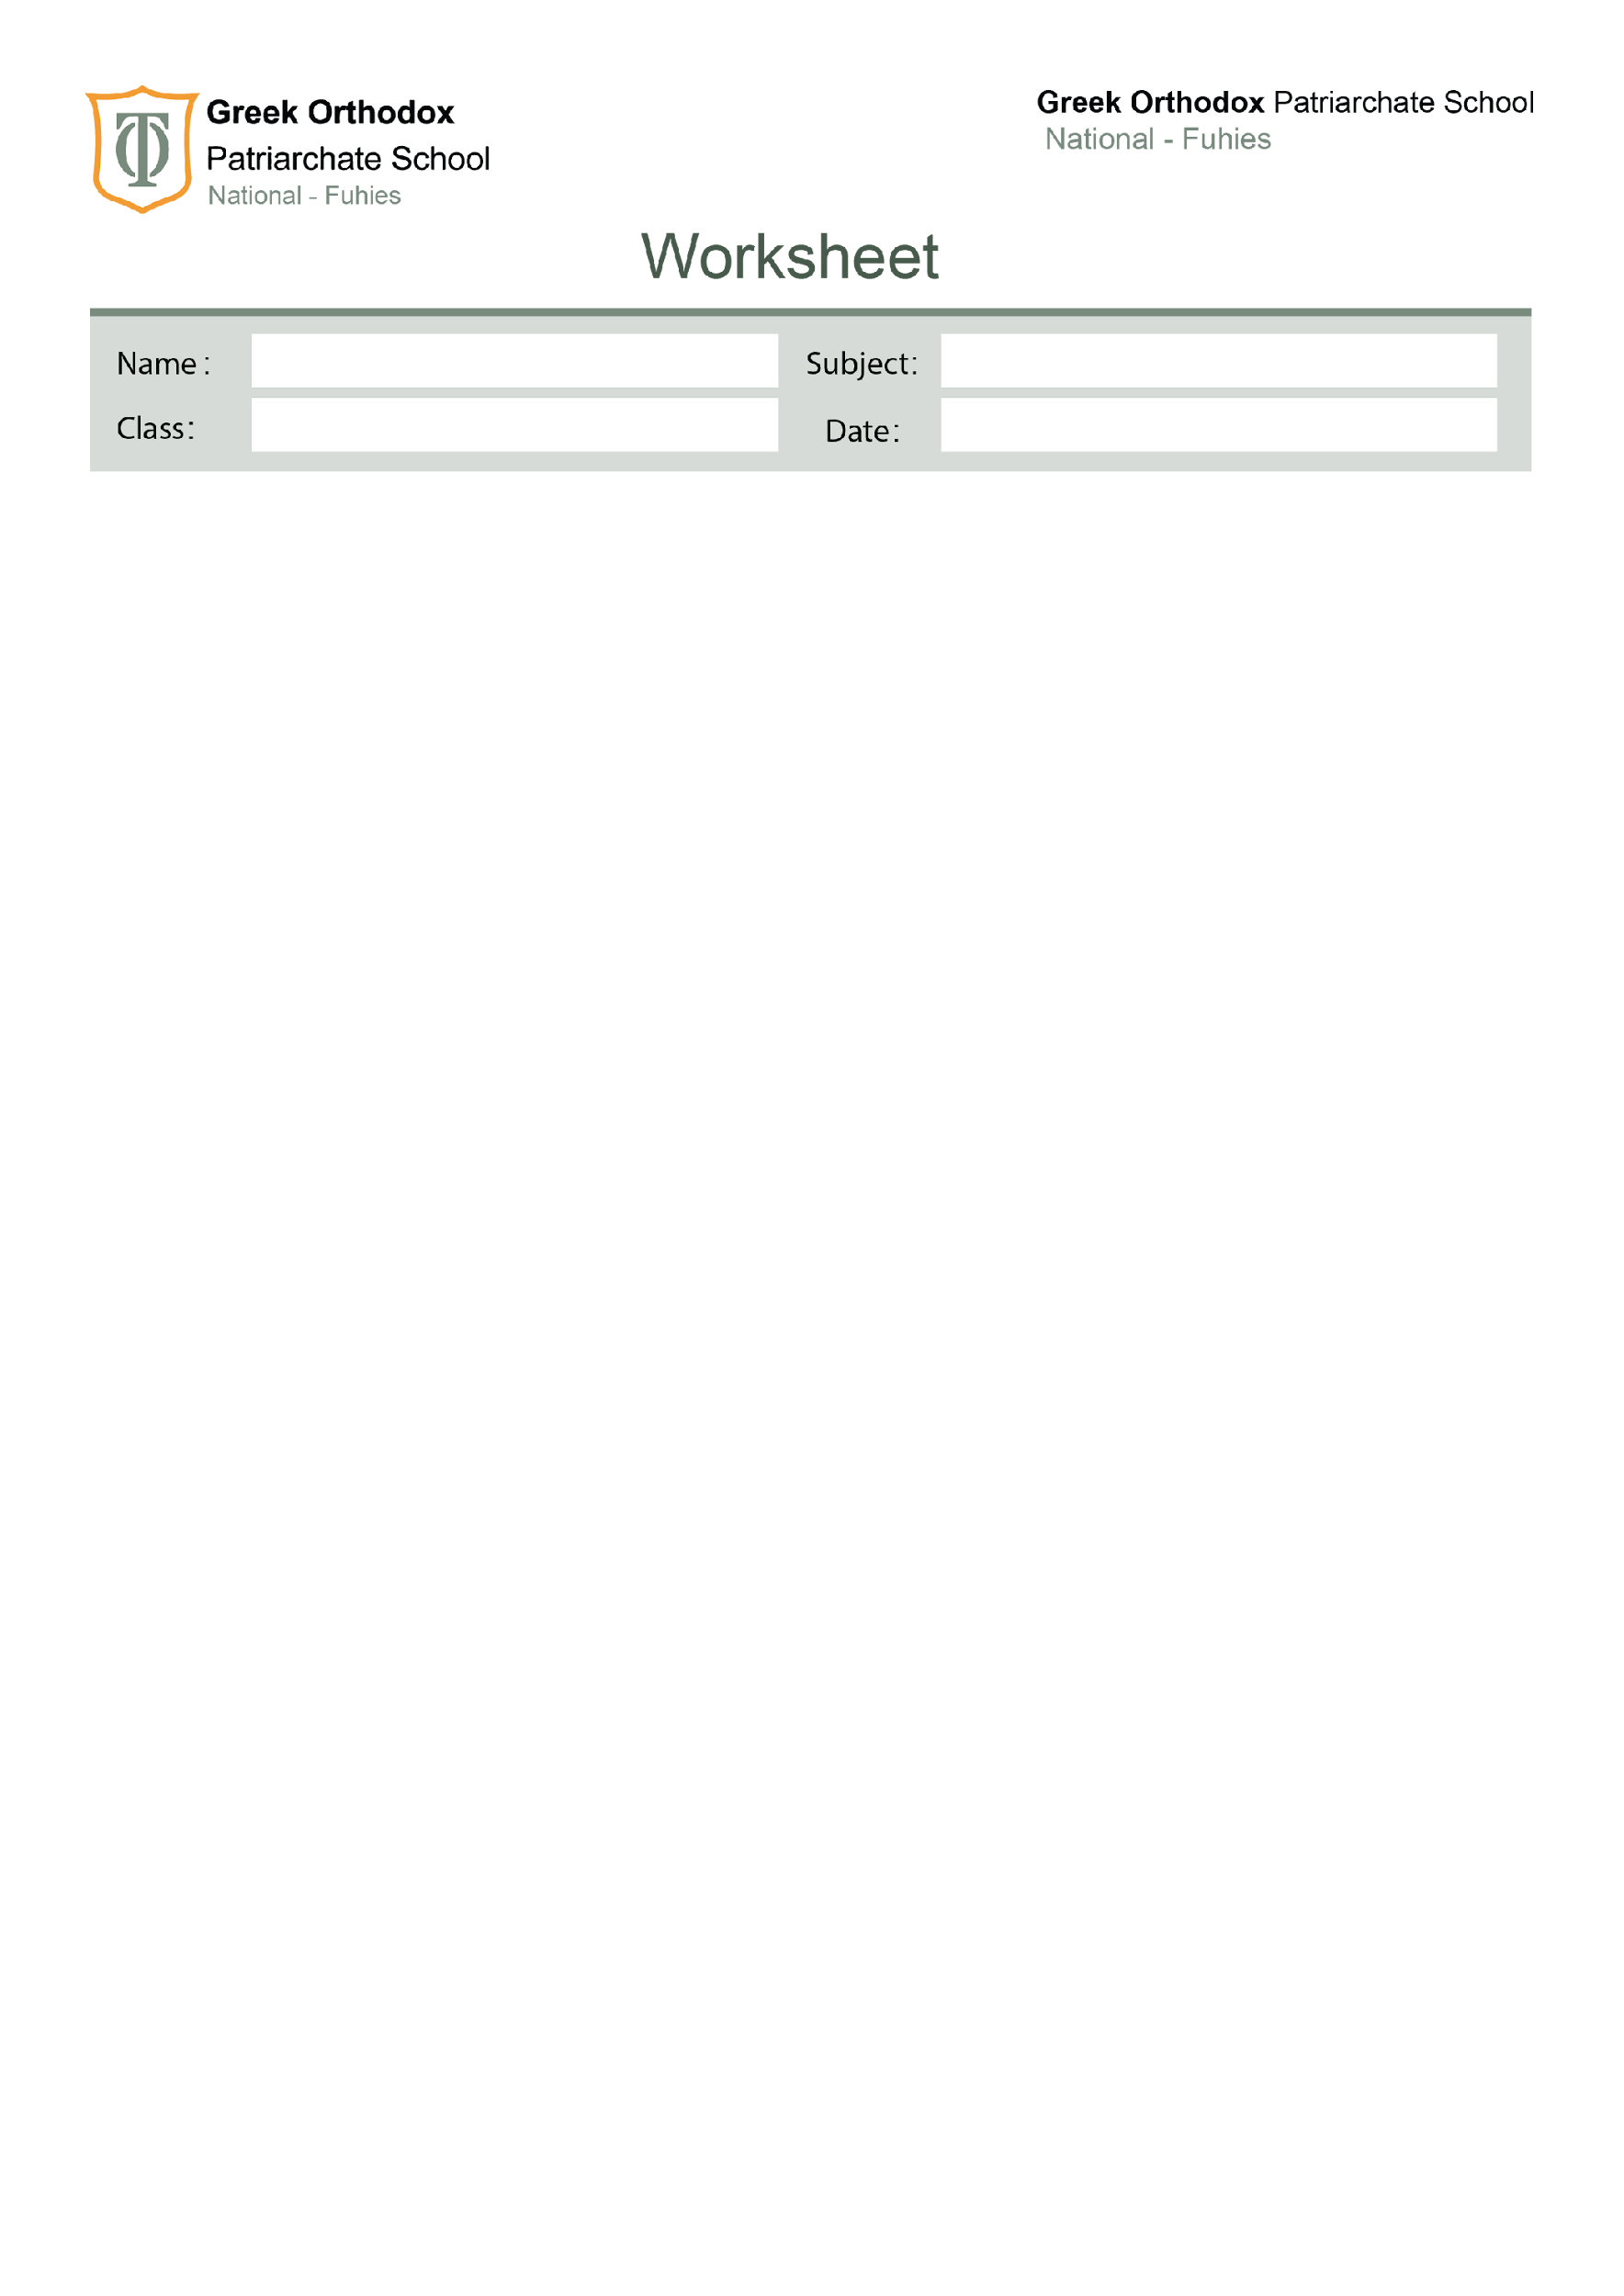 Greek Orthodox
Patriarchate School
National - Fuhies
Greek Orthodox Patriarchate School
National - Fuhies
Worksheet
Name :
Subject:
Class:
Date: